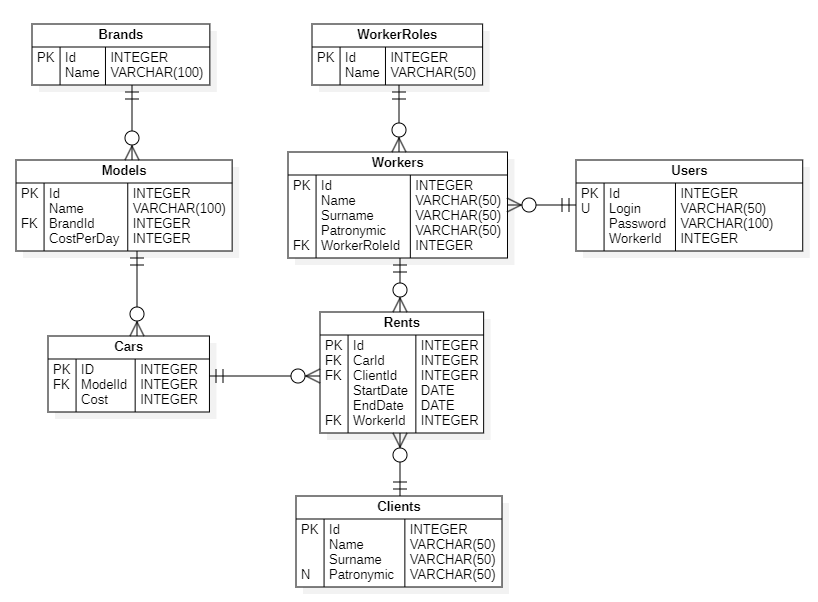 Brands
PK Id INTEGER
Name VARCHAR(100)
WorkerRoles
PK Id INTEGER
Name VARCHAR(50)
Models
PK Id INTEGER
Name VARCHAR(100)
FK BrandId INTEGER
CostPerDay INTEGER
Workers
PK Id INTEGER
Name VARCHAR(50)
Surname VARCHAR(50)
Patronymic VARCHAR(50)
FK WorkerRoleId INTEGER
Users
PK Id INTEGER
U Login VARCHAR(50)
Password VARCHAR(100)
WorkerId INTEGER
Cars
PK ID INTEGER
FK ModelId INTEGER
Cost INTEGER
Rents
PK Id INTEGER
FK CarId INTEGER
FK ClientId INTEGER
StartDate DATE
EndDate DATE
FK WorkerId INTEGER
Clients
PK Id INTEGER
Name VARCHAR(50)
Surname VARCHAR(50)
N Patronymic VARCHAR(50)